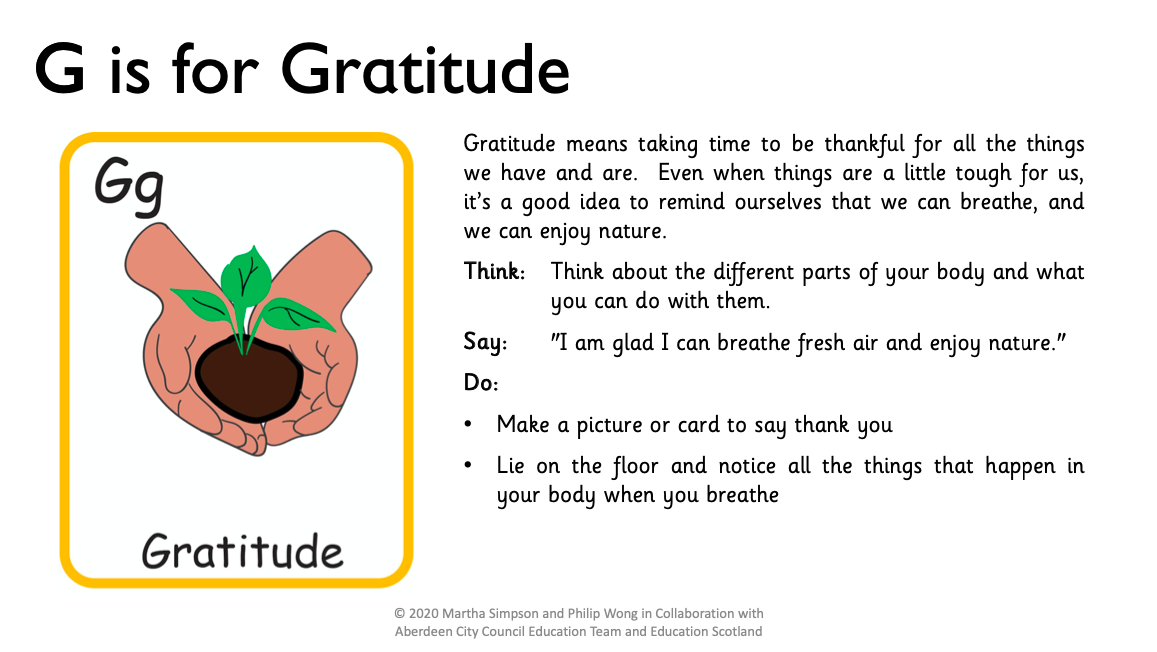 G is for Gratitude
Gg
Gratitude
Gratitude means taking time to be thankful for all the things
we have and are.  Even when things are a little tough for us,
it's a good idea to remind ourselves that we can breathe, and
we can enjoy nature.
Think: Think about the different parts of your body and what
you can do with them.
Say: "I am glad I can breathe fresh air and enjoy nature."
Do:
• Make a picture or card to say thank you
• Lie on the floor and notice all the things that happen in
your body when you breathe
© 2020 Martha Simpson and Philip Wong in Collaboration with
Aberdeen City Council Education Team and Education Scotland